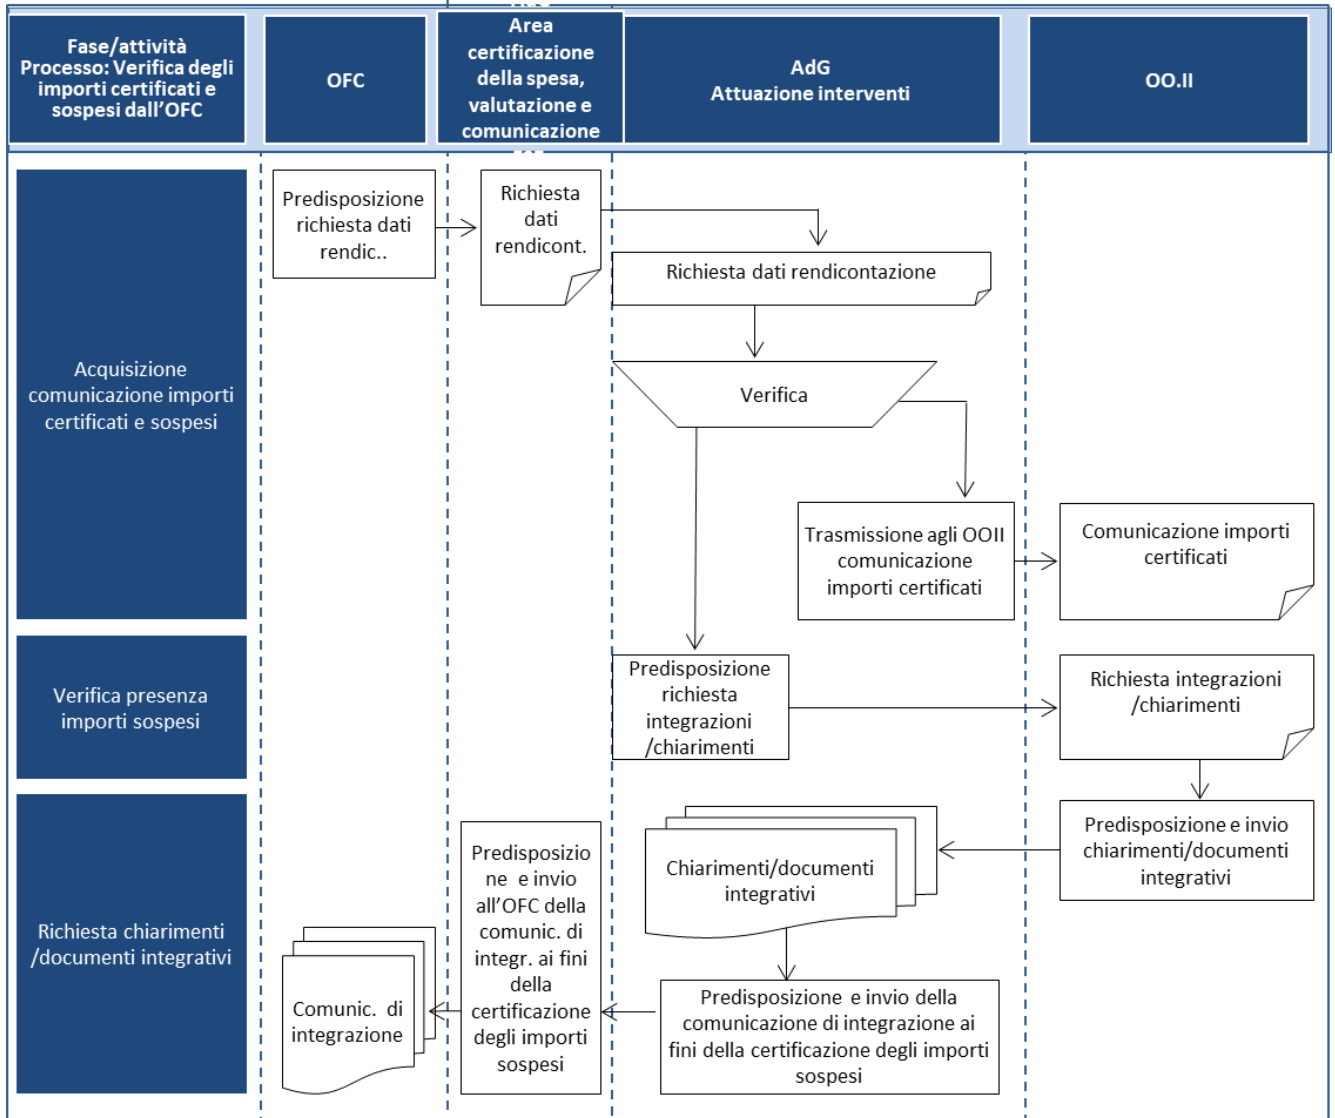 Fase/attività
Processo: Verifica degli
importi certificati e
sospesi dall'OFC
OFC
Area
certificazione
della spesa,
valutazione e
comunicazione
AdG
Attuazione interventi
OO.II
Acquisizione
comunicazione importi
certificati e sospesi
Predisposizione
richiesta dati
rendic..
Richiesta
dati
rendicont.
Richiesta dati rendicontazione
Verifica
Trasmissione agli OOII
comunicazione
importi certificati
Comunicazione importi
certificati
Verifica presenza
importi sospesi
Predisposizione
richiesta
integrazioni
/chiarimenti
Richiesta integrazioni
/chiarimenti
Richiesta chiarimenti
/documenti integrativi
Predisposizione e invio
chiarimenti/documenti
integrativi
Chiarimenti/documenti
integrativi
Predisposizio
ne e invio
all'OFC della
comunic. di
integr. ai fini
della
certificazione
degli importi
sospesi
Comunic. di
integrazione
Predisposizione e invio della
comunicazione di integrazione ai
fini della certificazione degli importi
sospesi